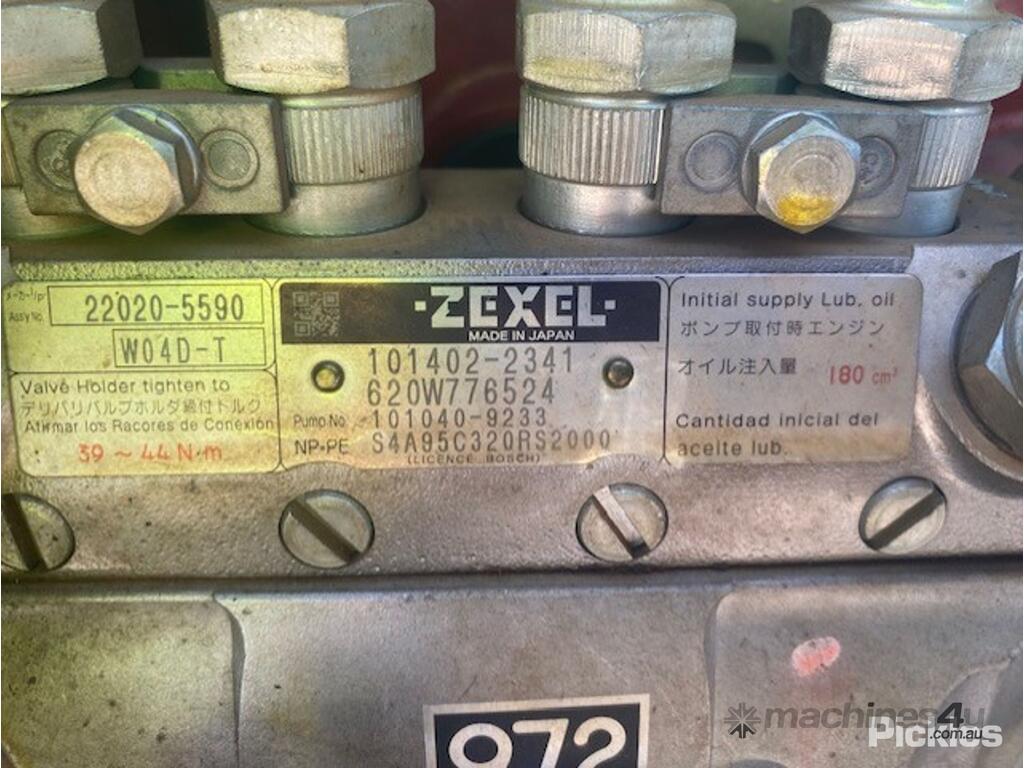 メーカー/ﾅﾝﾊﾞ
Assy No. 22020-5590
W04D-T
Valve Holder tighten to
デリバリバルブホルダ締付トルク
Afirmar los Racores de Conexión
39 ~ 44 N·m
·ZEXEL·
MADE IN JAPAN
101402-2341
620W776524
Pump No. 101040-9233
NP-PE S4A95C320RS2000
(LICENCE BOSCH)
Initial supply Lub. oil
ポンプ取付時エンジン
オイル注入量 180 cm³
Cantidad inicial del
aceite lub.
972
machines4u
.com.au
Pickles